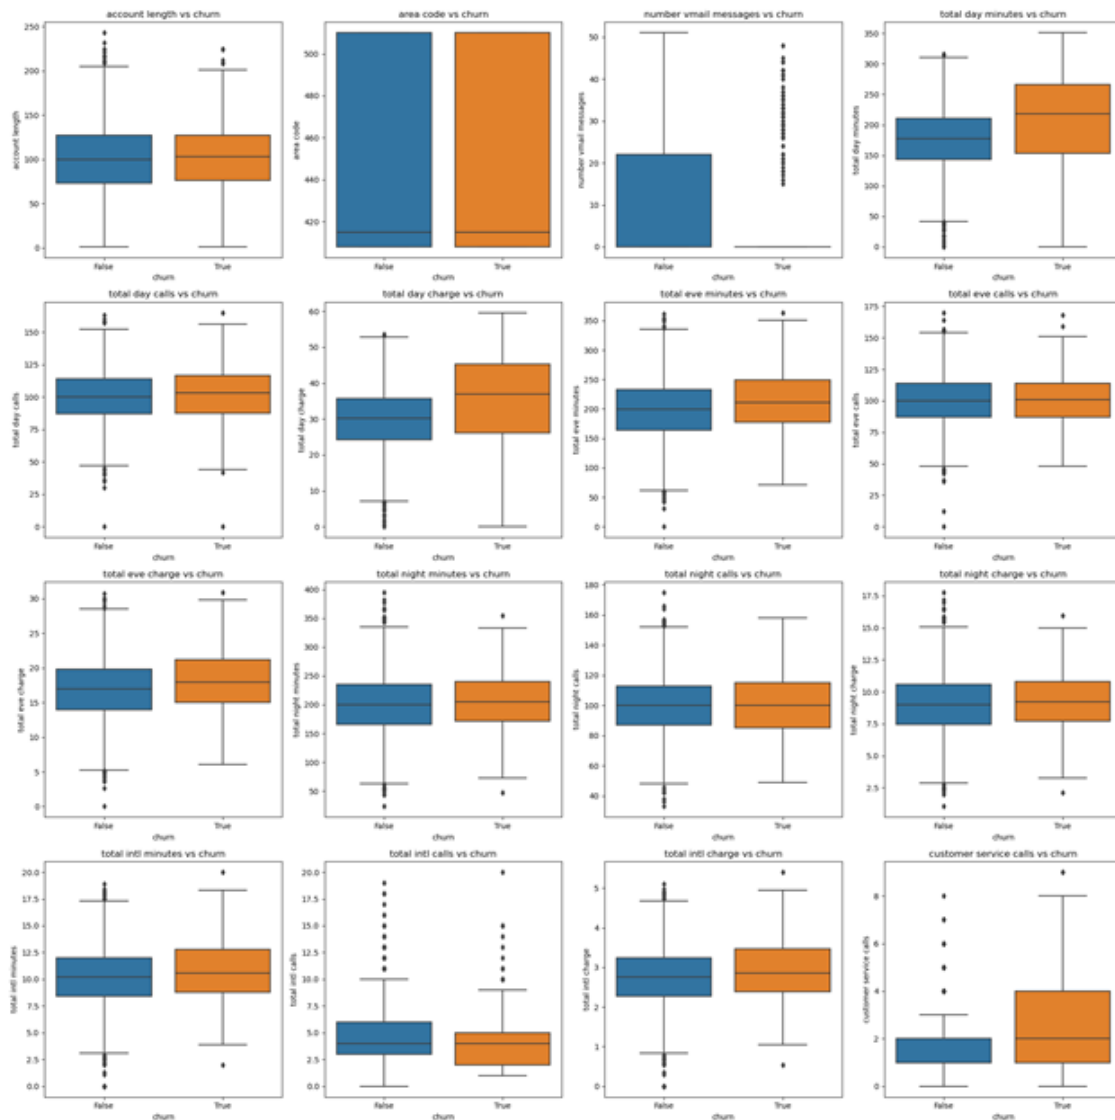 account length vs churn
area code vs churn
number vmail messages vs churn
total day minutes vs churn
account length
250
200
150
100
50
0
False
True
churn
area code
500
480
460
440
420
False
True
churn
number vmail messages
50
40
30
20
10
0
False
True
churn
total day minutes
350
300
250
200
150
100
50
0
False
True
churn
total day calls vs churn
total day charge vs churn
total eve minutes vs churn
total eve calls vs churn
total day calls
150
125
100
75
50
25
0
False
True
churn
total day charge
60
50
40
30
20
10
0
False
True
churn
total eve minutes
350
300
250
200
150
100
50
0
False
True
churn
total eve calls
175
150
125
100
75
50
25
0
False
True
churn
total eve charge vs churn
total night minutes vs churn
total night calls vs churn
total night charge vs churn
total eve charge
30
25
20
15
10
5
0
False
True
churn
total night minutes
400
350
300
250
200
150
100
50
False
True
churn
total night calls
180
160
140
120
100
80
60
40
False
True
churn
total night charge
17.5
15.0
12.5
10.0
7.5
5.0
2.5
False
True
churn
total intl minutes vs churn
total intl calls vs churn
total intl charge vs churn
customer service calls vs churn
total intl minutes
20.0
17.5
15.0
12.5
10.0
7.5
5.0
2.5
0.0
False
True
churn
total intl calls
20.0
17.5
15.0
12.5
10.0
7.5
5.0
2.5
0.0
False
True
churn
total intl charge
5
4
3
2
1
0
False
True
churn
customer service calls
8
6
4
2
0
False
True
churn